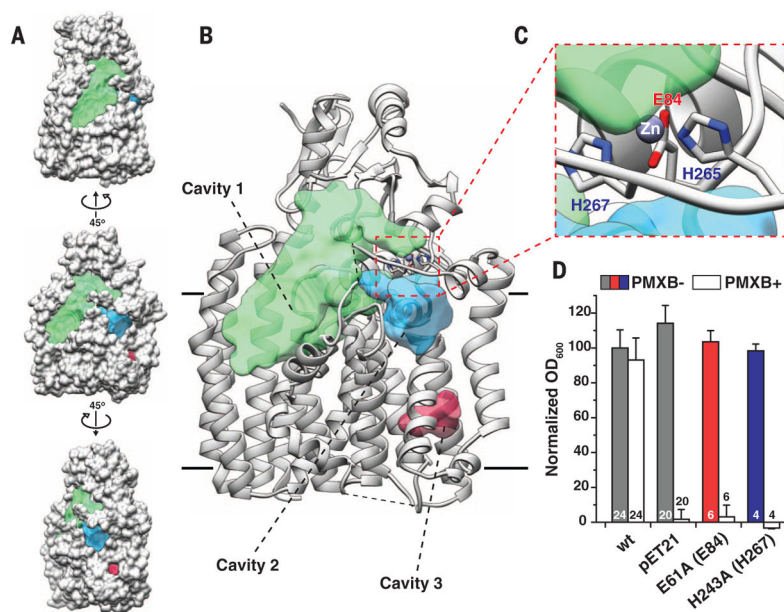 A
45°
45°
B
Cavity 1
Cavity 2
Cavity 3
C
E84
Zn
H265
H267
D
PMXB- PMXB+
Normalized OD600
120
100
80
60
40
20
0
24 24 20 20 6 6 4 4
wt
pET21
E61A (E84)
H243A (H267)